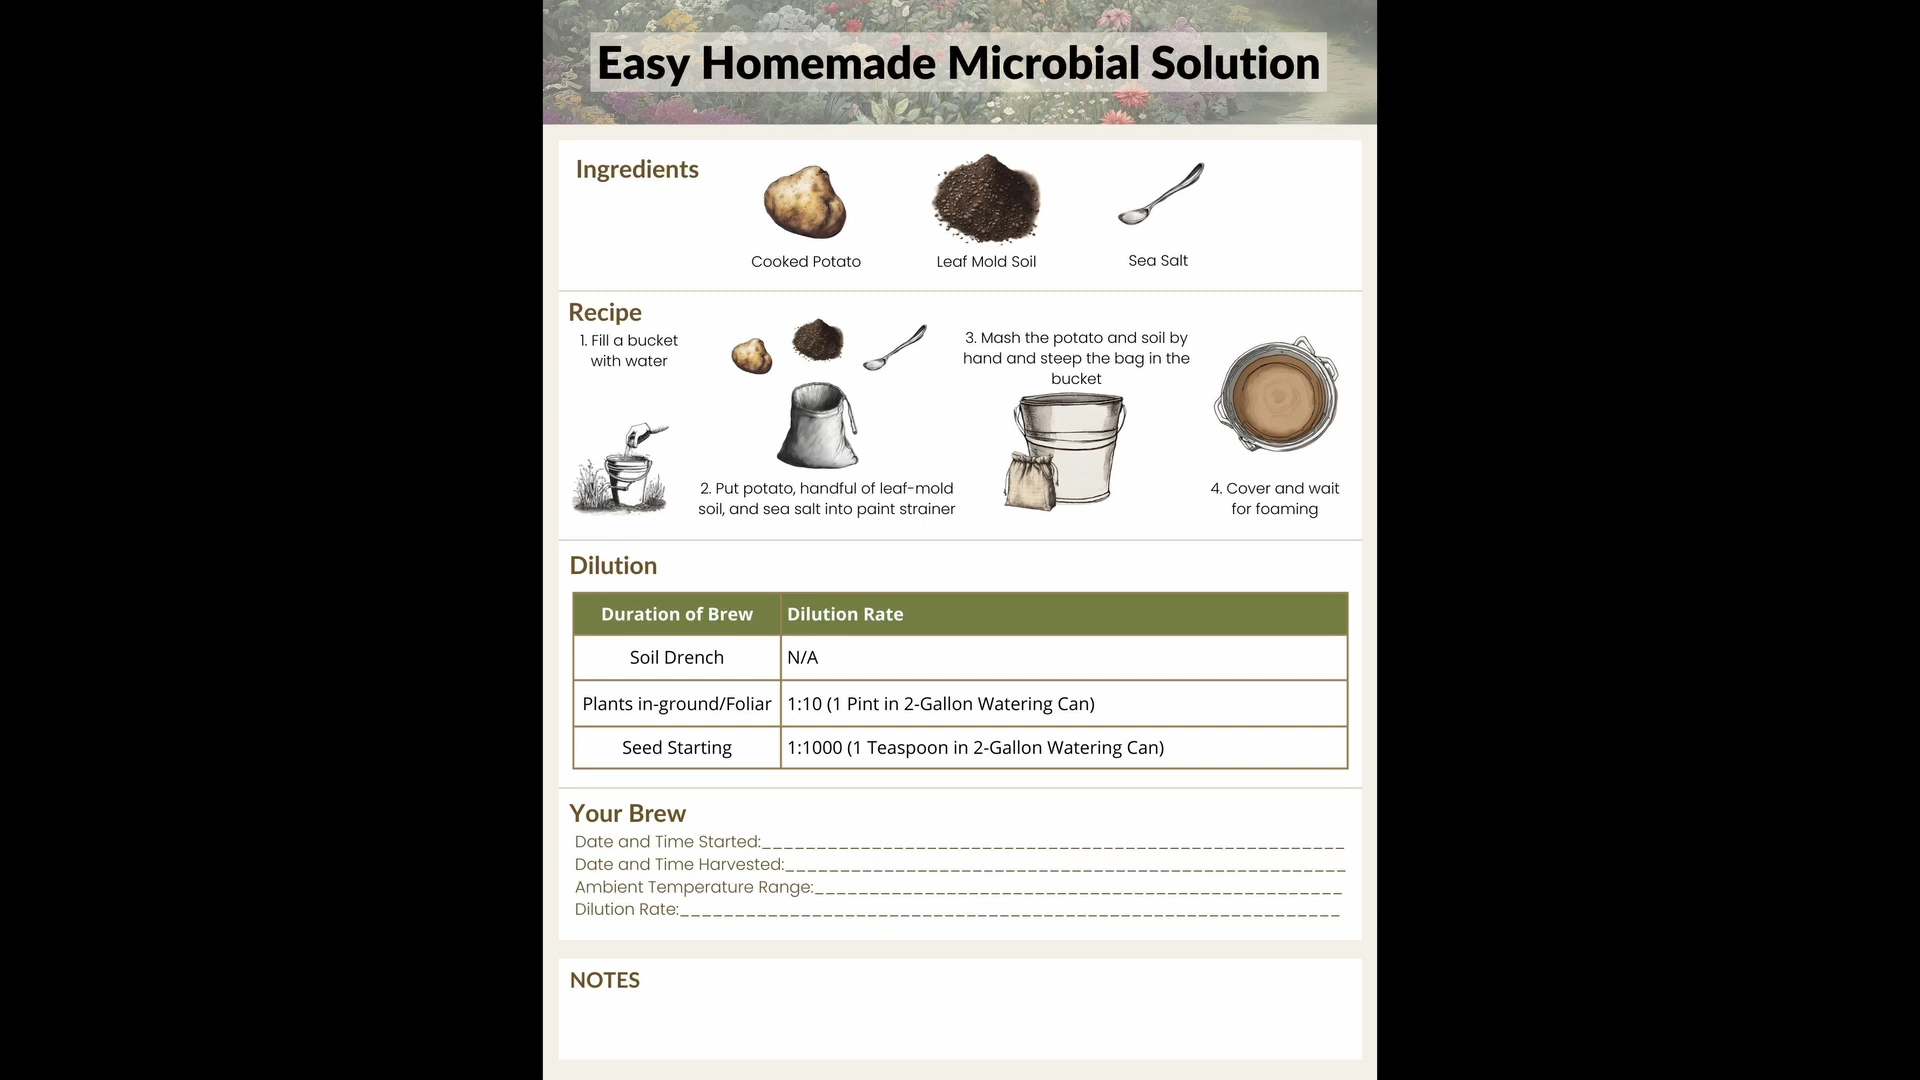 Easy Homemade Microbial Solution
Ingredients
Cooked Potato
Leaf Mold Soil
Sea Salt
Recipe
1. Fill a bucket
with water
2. Put potato, handful of leaf-mold
soil, and sea salt into paint strainer
3. Mash the potato and soil by
hand and steep the bag in the
bucket
4. Cover and wait
for foaming
Dilution
Duration of Brew Dilution Rate
Soil Drench N/A
Plants in-ground/Foliar 1:10 (1 Pint in 2-Gallon Watering Can)
Seed Starting 1:1000 (1 Teaspoon in 2-Gallon Watering Can)
Your Brew
Date and Time Started:
Date and Time Harvested:
Ambient Temperature Range:
Dilution Rate:
NOTES